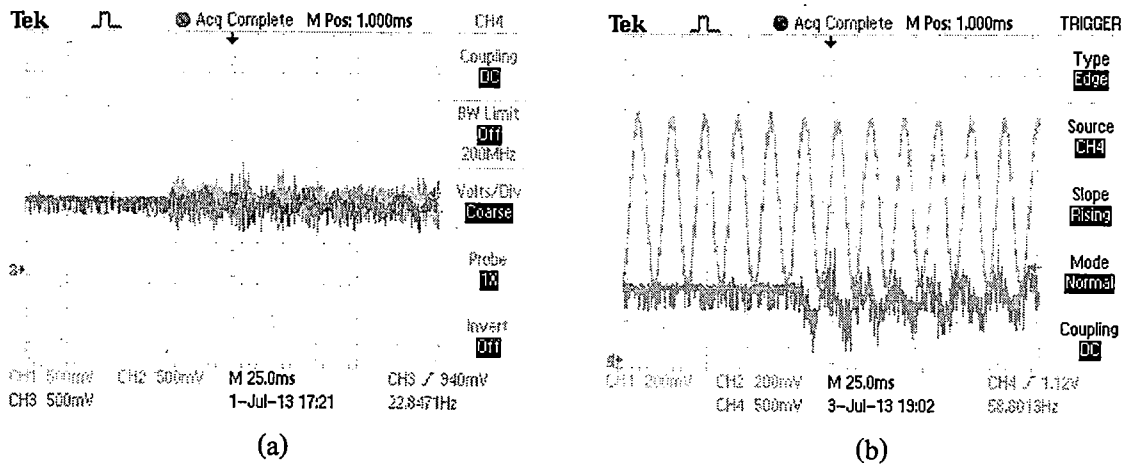 Tek Acq Complete M Pos: 1.000ms CH4
Coupling
DC
BW Limit
Off
200MHz
Volts/Div
Coarse
Probe
1X
Invert
Off
CH1 500mV CH2 500mV M 25.0ms CH3 940mV
CH3 500mV 1-Jul-13 17:21 22.8471Hz
(a)
Tek Acq Complete M Pos: 1.000ms TRIGGER
Type
Edge
Source
CH4
Slope
Rising
Mode
Normal
Coupling
DC
CH1 200mV CH2 200mV M 25.0ms CH4 1.12V
CH4 500mV 3-Jul-13 19:02 58.8013Hz
(b)